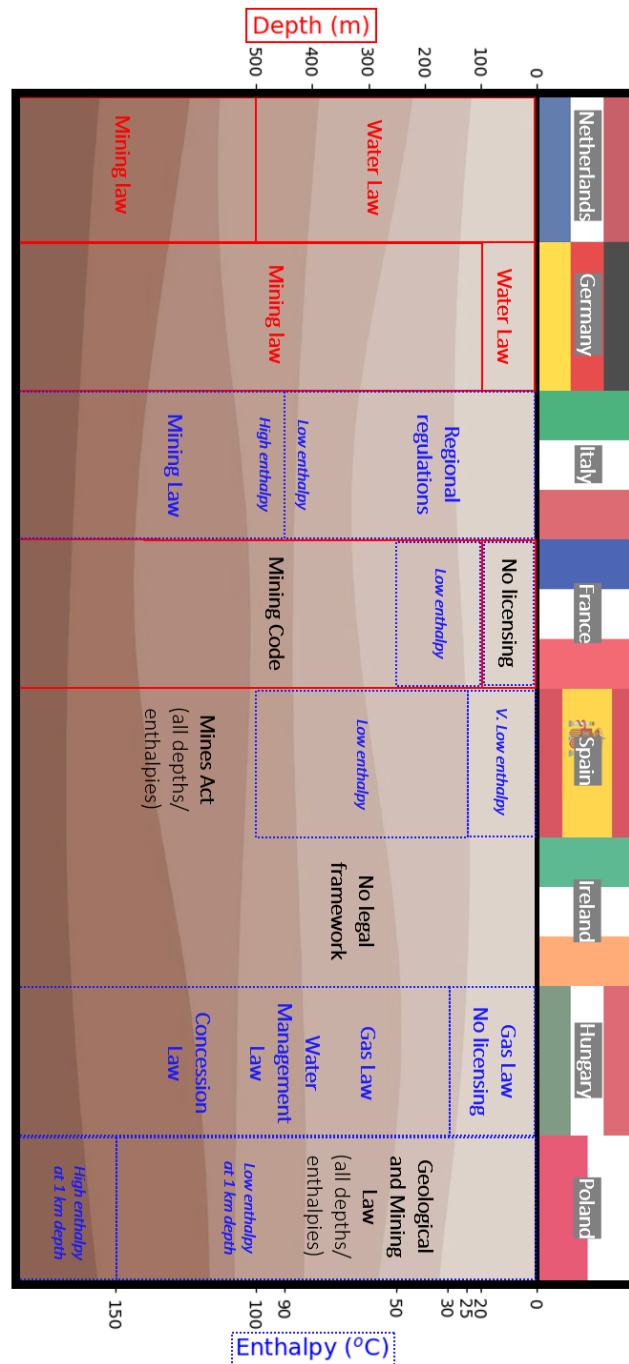 Depth (m)
0
100
200
300
400
500
Netherlands
Germany
Italy
France
Spain
Ireland
Hungary
Poland
Water Law
Mining law
Water Law
Mining law
Regional
regulations
Low enthalpy
High enthalpy
Mining Law
No licensing
Low enthalpy
Mining Code
V. Low enthalpy
Low enthalpy
Mines Act
(all depths/
enthalpies)
No legal
framework
Gas Law
No licensing
Gas Law
Water
Management
Law
Concession
Law
Geological
and Mining
Law
(all depths/
enthalpies)
Low enthalpy
at 1 km depth
High enthalpy
at 1 km depth
0
20
25
30
50
90
100
150
Enthalpy (°C)